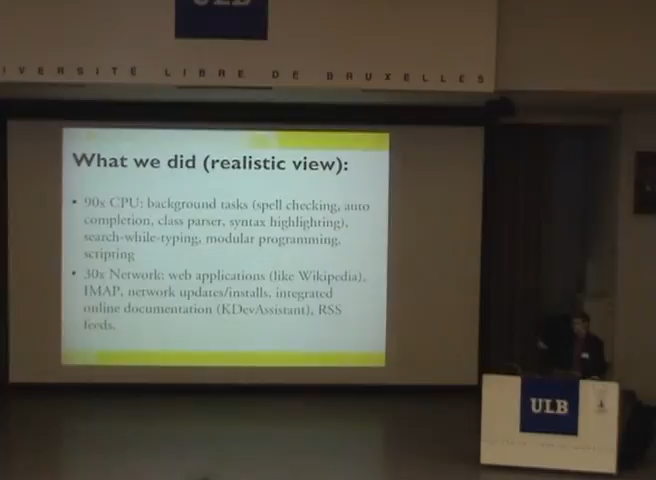 ULB
IVERSITÉ LIBRE DE BRUXELLES
What we did (realistic view):
• 90x CPU: background tasks (spell checking, auto
completion, class parser, syntax highlighting),
search-while-typing, modular programming,
scripting
• 30x Network: web applications (like Wikipedia),
IMAP, network updates/installs, integrated
online documentation (KDevAssistant), RSS
feeds.
ULB